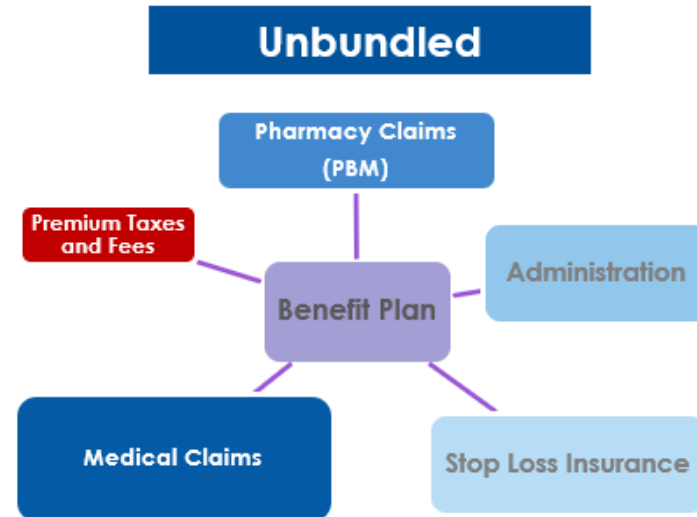 Unbundled
Pharmacy Claims
(PBM)
Premium Taxes
and Fees
Administration
Benefit Plan
Medical Claims
Stop Loss Insurance